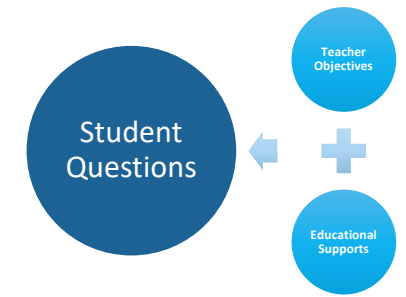 Student
Questions
Teacher
Objectives
Educational
Supports